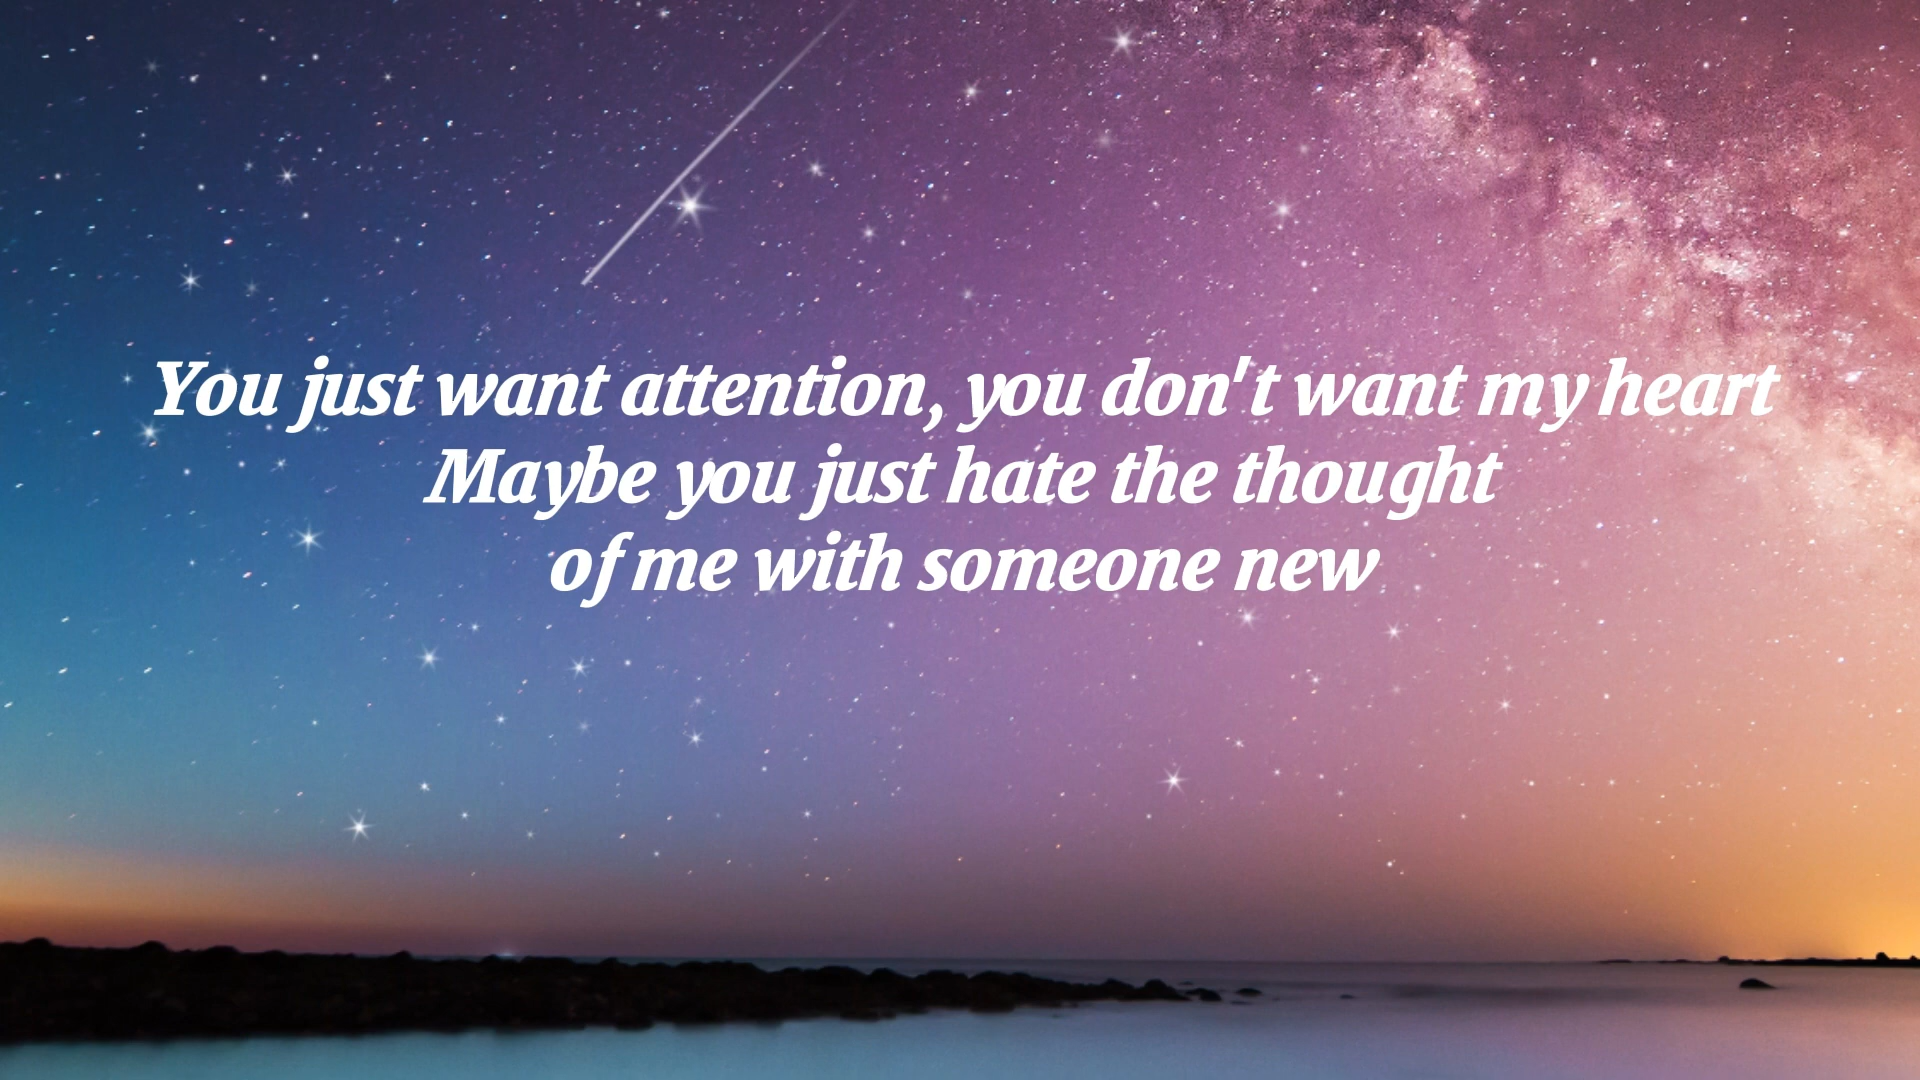 You just want attention, you don't want my heart
Maybe you just hate the thought
of me with someone new